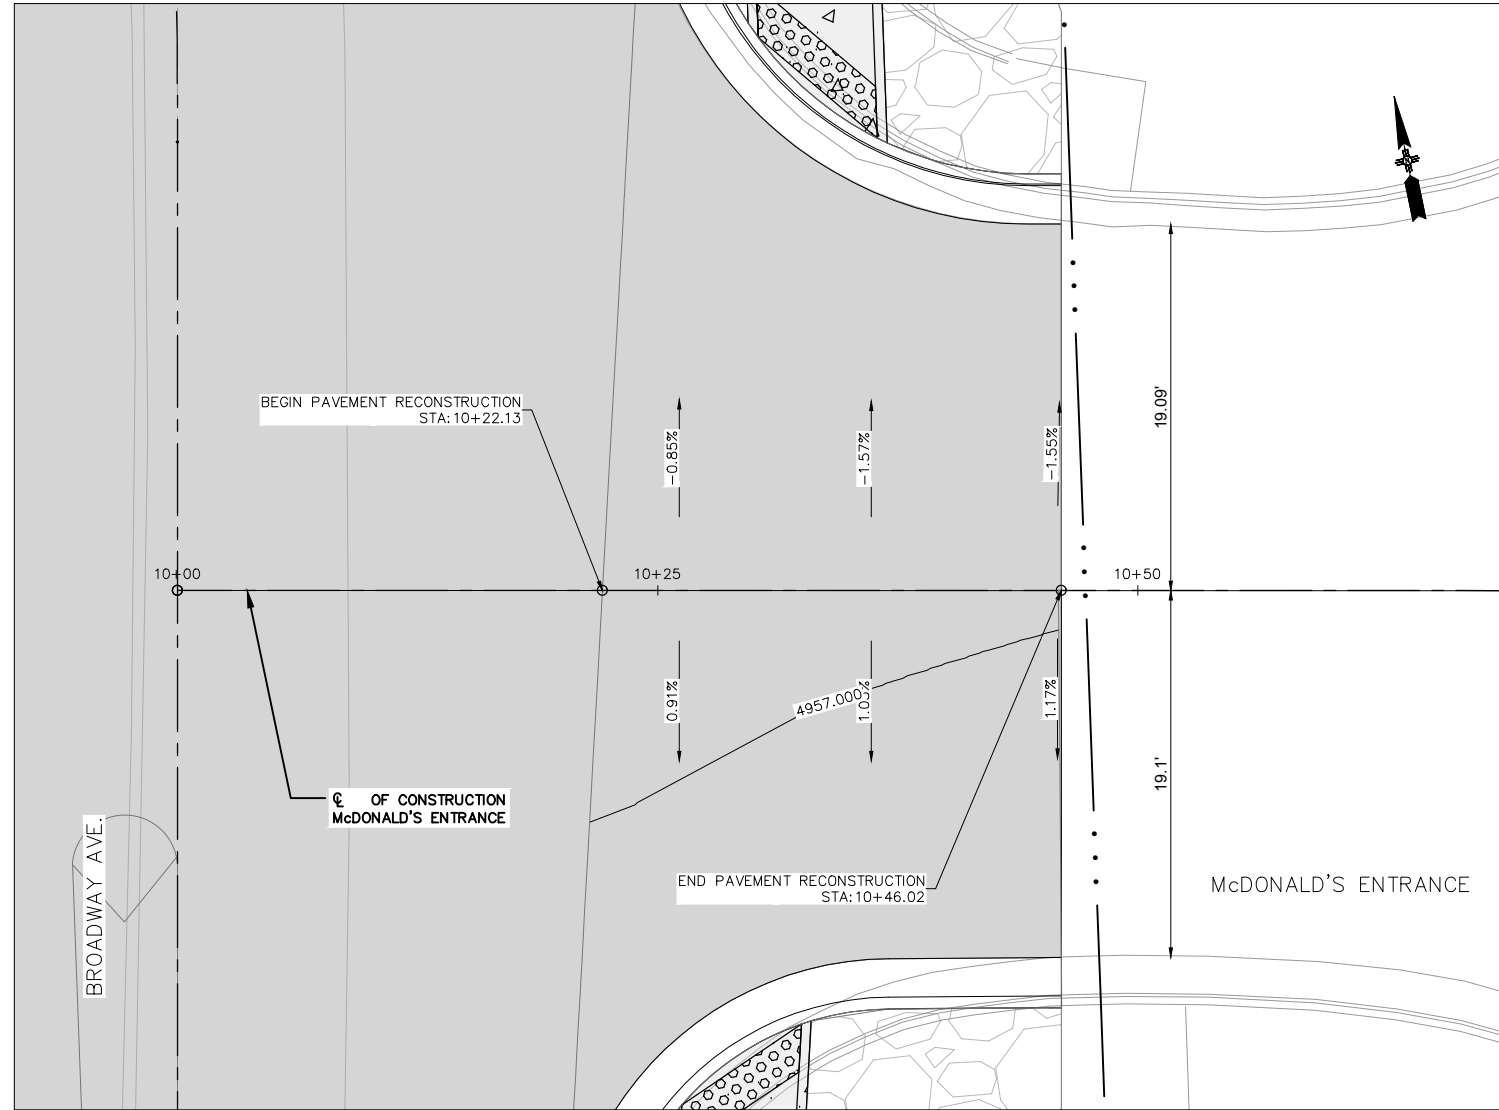 BEGIN PAVEMENT RECONSTRUCTION
STA:10+22.13
-0.85%
-1.57%
-1.55%
19.09'
10+00
10+25
10+50
0.91%
4957.000
1.17%
19.1'
℄ OF CONSTRUCTION
McDONALD'S ENTRANCE
BROADWAY AVE.
END PAVEMENT RECONSTRUCTION
STA:10+46.02
McDONALD'S ENTRANCE